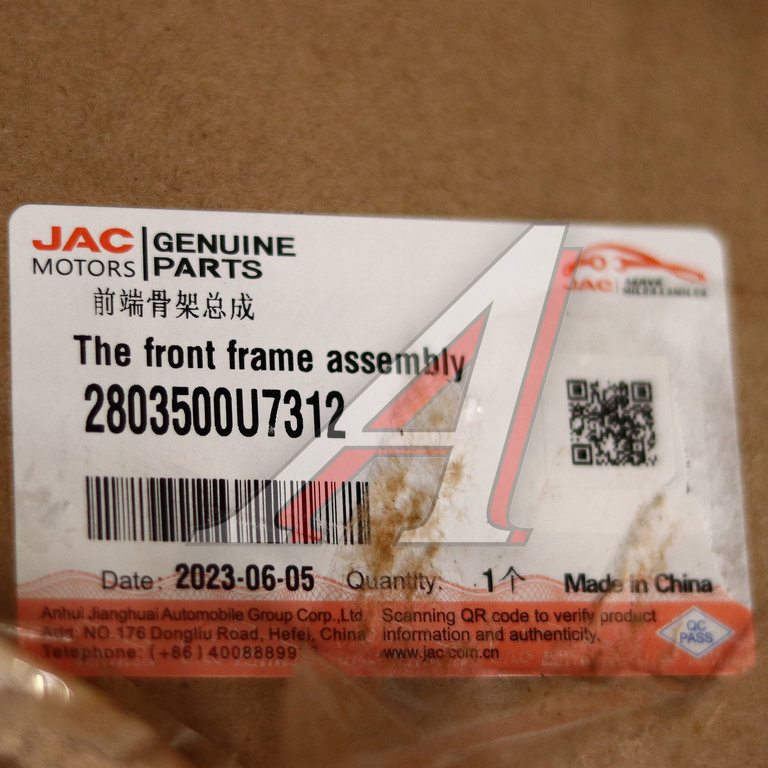 JAC MOTORS GENUINE PARTS
JAC
前端骨架总成
The front frame assembly
2803500U7312
Date: 2023-06-05 Quantity: 1个 Made in China
Anhui Jianghuai Automobile Group Corp.,Ltd
Add: NO.176 Dongliu Road, Hefei, China
Telephone: (+86)4008889
Scanning QR code to verify product
information and authenticity.
www.jac.com.cn
QC
PASS